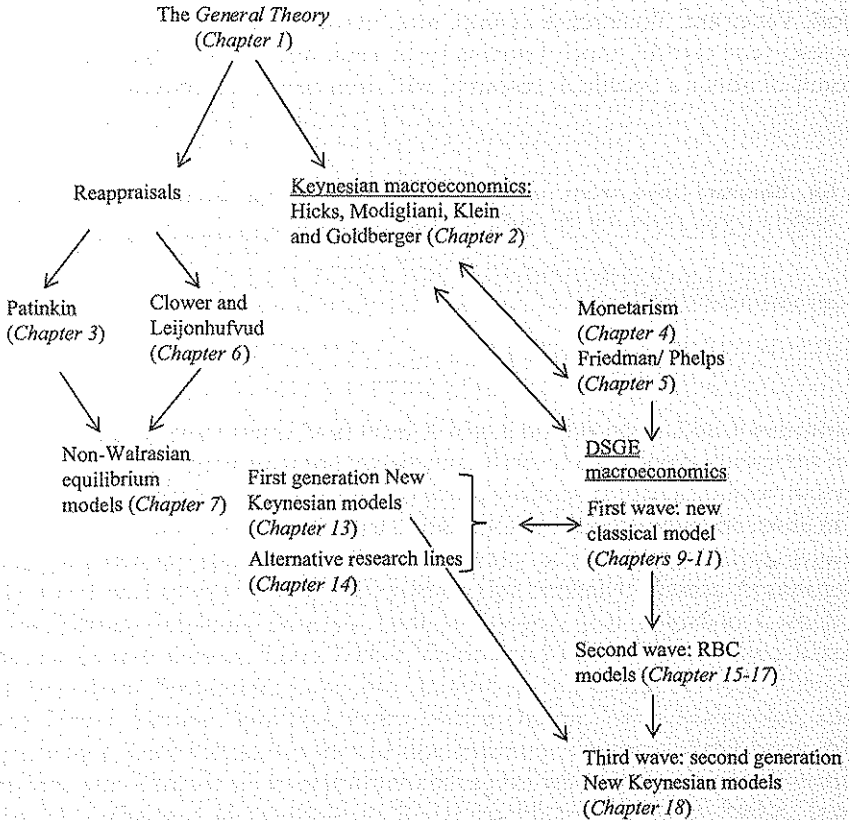 The General Theory
(Chapter 1)
Reappraisals
Keynesian macroeconomics:
Hicks, Modigliani, Klein
and Goldberger (Chapter 2)
Patinkin
(Chapter 3)
Clower and
Leijonhufvud
(Chapter 6)
Monetarism
(Chapter 4)
Friedman/ Phelps
(Chapter 5)
Non-Walrasian
equilibrium
models (Chapter 7)
First generation New
Keynesian models
(Chapter 13)
Alternative research lines
(Chapter 14)
DSGE
macroeconomics
First wave: new
classical model
(Chapters 9-11)
Second wave: RBC
models (Chapter 15-17)
Third wave: second generation
New Keynesian models
(Chapter 18)